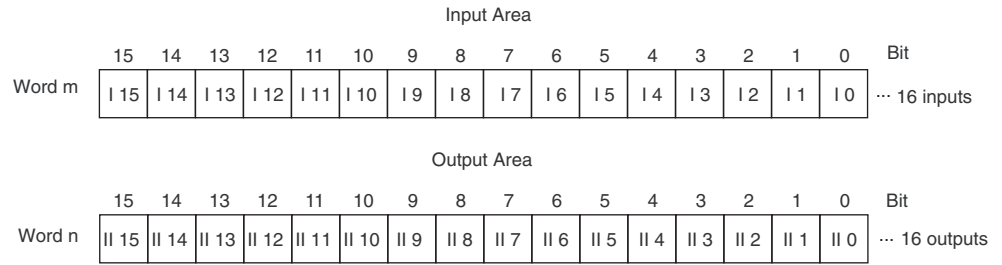 Input Area
15 14 13 12 11 10 9 8 7 6 5 4 3 2 1 0 Bit
Word m I 15 I 14 I 13 I 12 I 11 I 10 I 9 I 8 I 7 I 6 I 5 I 4 I 3 I 2 I 1 I 0 ··· 16 inputs
Output Area
15 14 13 12 11 10 9 8 7 6 5 4 3 2 1 0 Bit
Word n II 15 II 14 II 13 II 12 II 11 II 10 II 9 II 8 II 7 II 6 II 5 II 4 II 3 II 2 II 1 II 0 ··· 16 outputs